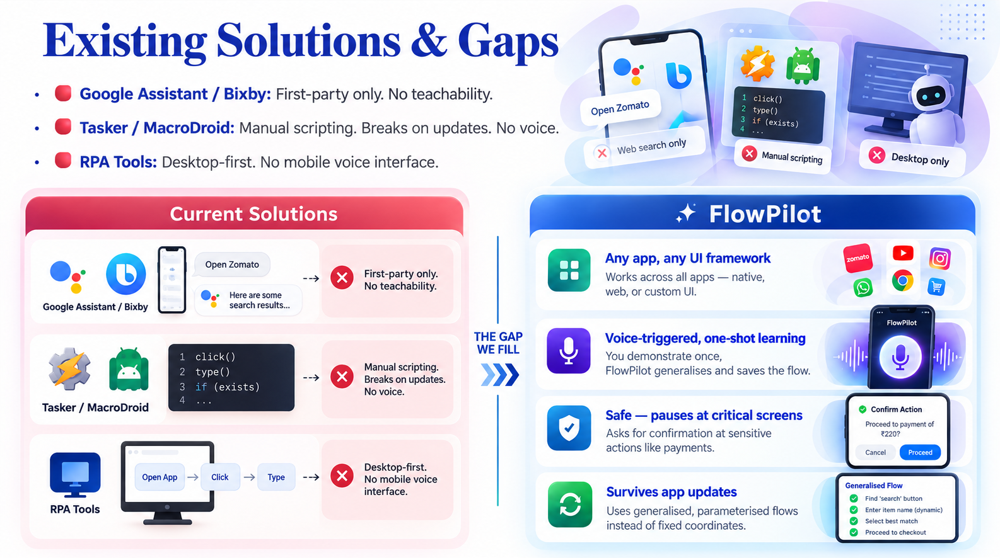 Existing Solutions & Gaps
• Google Assistant / Bixby: First-party only. No teachability.
• Tasker / MacroDroid: Manual scripting. Breaks on updates. No voice.
• RPA Tools: Desktop-first. No mobile voice interface.
Open Zomato
Web search only
1 click()
2 type()
3 if (exists)
4 ...
Manual scripting
Desktop only
Current Solutions
Google Assistant / Bixby
Open Zomato
Here are some
search results...
First-party only.
No teachability.
Tasker / MacroDroid
1 click()
2 type()
3 if (exists)
4 ...
Manual scripting.
Breaks on updates.
No voice.
RPA Tools
Open App
Click
Type
Desktop-first.
No mobile voice
interface.
THE GAP
WE FILL
FlowPilot
Any app, any UI framework
Works across all apps — native,
web, or custom UI.
zomato
Voice-triggered, one-shot learning
You demonstrate once,
FlowPilot generalises and saves the flow.
FlowPilot
Safe — pauses at critical screens
Asks for confirmation at sensitive
actions like payments.
Confirm Action
Proceed to payment of
₹220?
Cancel
Proceed
Survives app updates
Uses generalised, parameterised flows
instead of fixed coordinates.
Generalised Flow
Find 'search' button
Enter item name (dynamic)
Select best match
Proceed to checkout